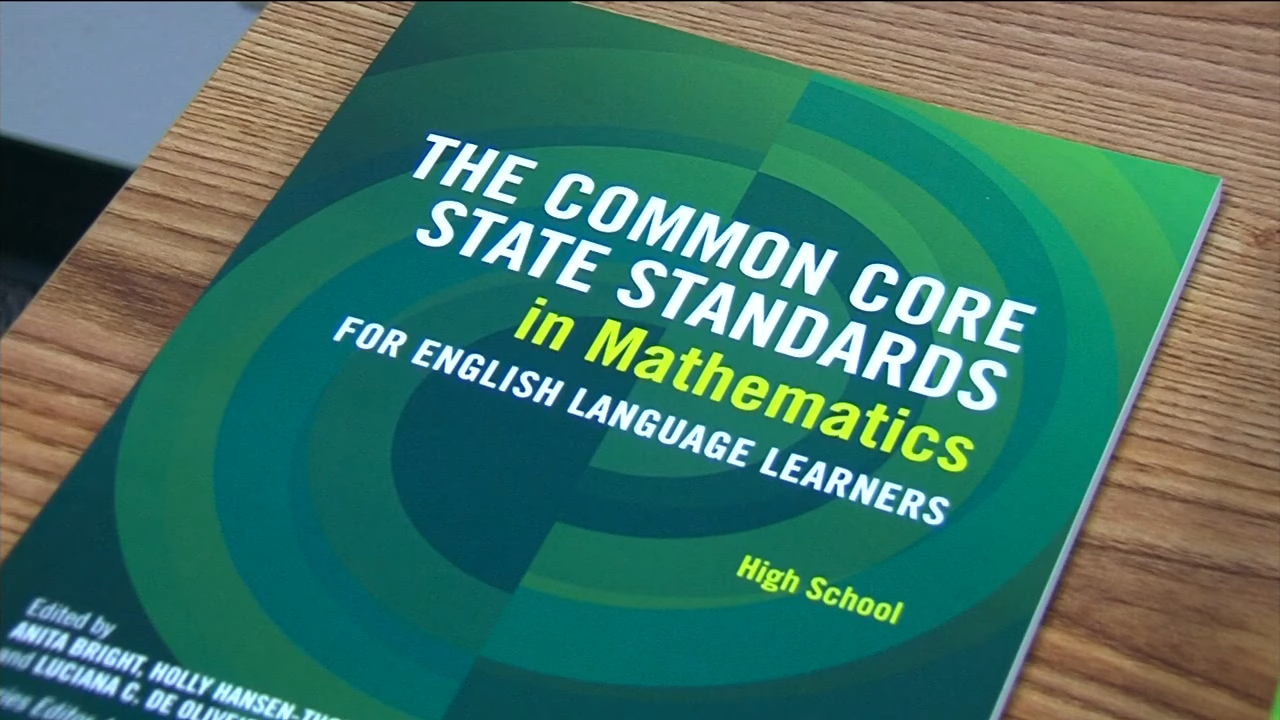 THE COMMON CORE
STATE STANDARDS
in Mathematics
FOR ENGLISH LANGUAGE LEARNERS
High School
Edited by
ANITA BRIGHT, HOLLY
and LUCIANA C. DE